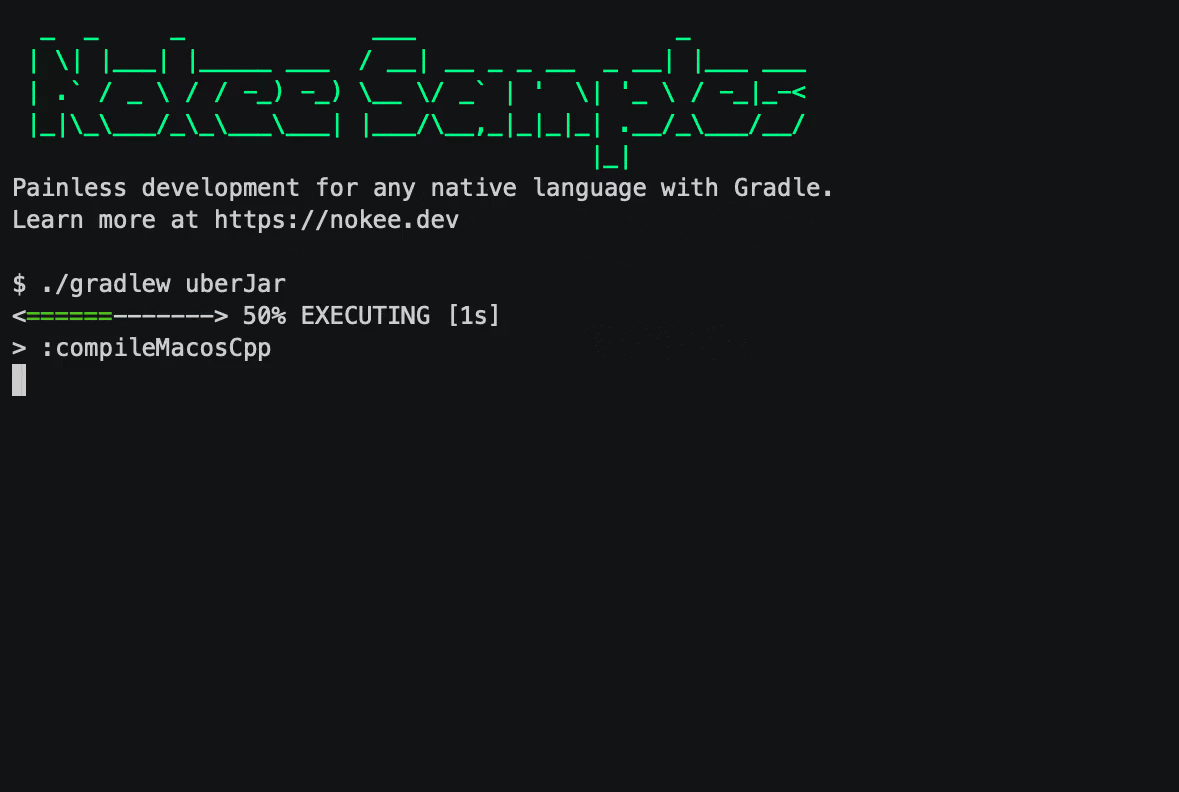 Nokee Samples
Painless development for any native language with Gradle.
Learn more at https://nokee.dev
$ ./gradlew uberJar
<======-------> 50% EXECUTING [1s]
> :compileMacosCpp